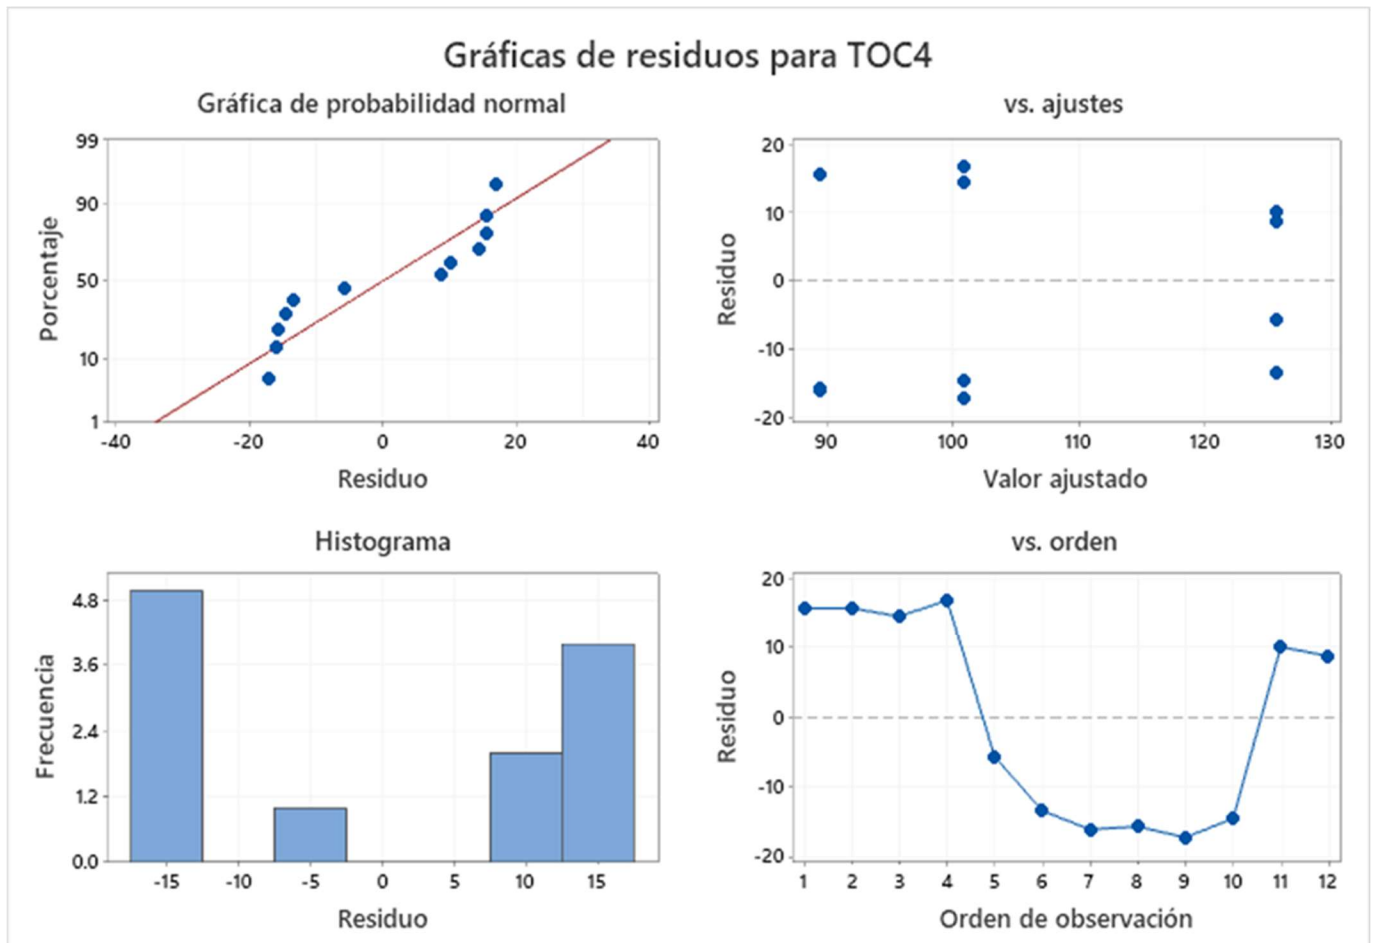 Gráficas de residuos para TOC4
Gráfica de probabilidad normal
99
90
50
10
1
-40 -20 0 20 40
Porcentaje
Residuo
vs. ajustes
20
10
0
-10
-20
90 100 110 120 130
Residuo
Valor ajustado
Histograma
4.8
3.6
2.4
1.2
0.0
-15 -10 -5 0 5 10 15
Frecuencia
Residuo
vs. orden
20
10
0
-10
-20
1 2 3 4 5 6 7 8 9 10 11 12
Residuo
Orden de observación